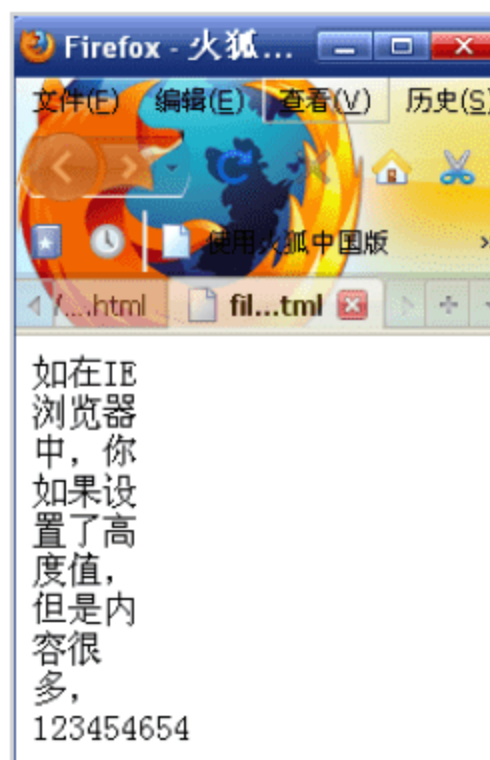 Firefox - 火狐...
文件(F) 编辑(E) 查看(V) 历史(S)
使用火狐中国版
/....html fil...tml
如在IE
浏览器
中，你
如果设
置了高
度值，
但是内
容很
多，
123454654